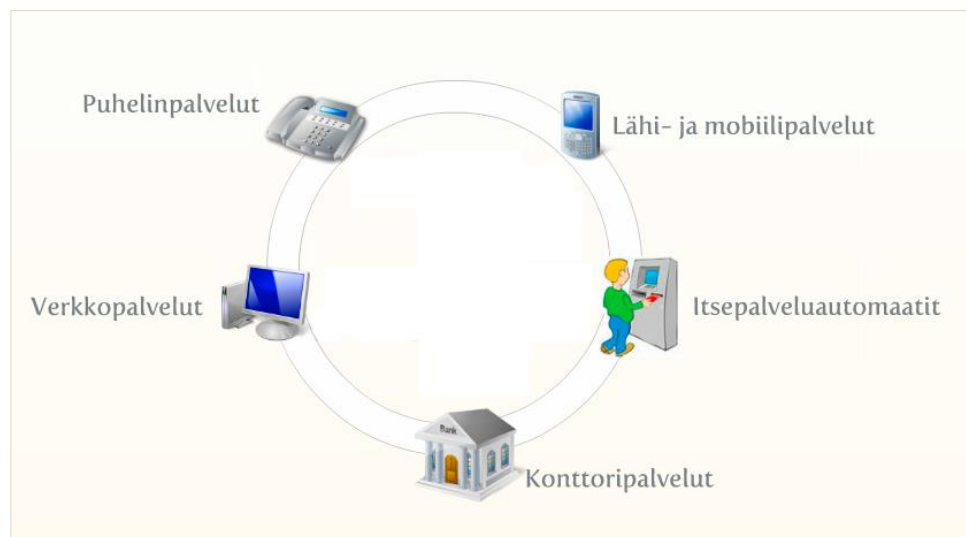 Puhelinpalvelut
Lähi- ja mobiilipalvelut
Verkkopalvelut
Itsepalveluautomaatit
Bank
Konttoripalvelut